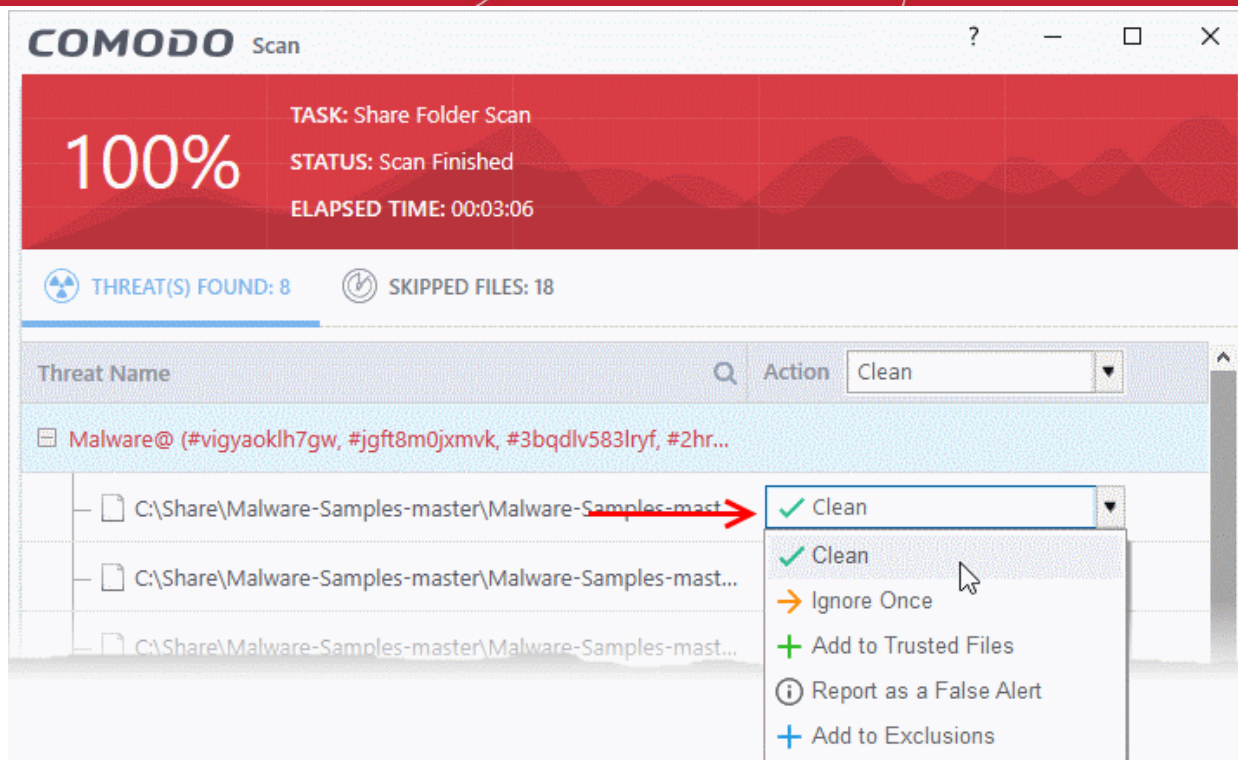 COMODO Scan ?
100%
TASK: Share Folder Scan
STATUS: Scan Finished
ELAPSED TIME: 00:03:06
THREAT(S) FOUND: 8 SKIPPED FILES: 18
Threat Name Action Clean
Malware@ (#vigyaoklh7gw, #jgft8m0jxmvk, #3bqdlv583lryf, #2hr...
C:\Share\Malware-Samples-master\Malware-Samples-mast... Clean
Clean
C:\Share\Malware-Samples-master\Malware-Samples-mast...
Ignore Once
C:\Share\Malware-Samples-master\Malware-Samples-mast...
Add to Trusted Files
Report as a False Alert
Add to Exclusions